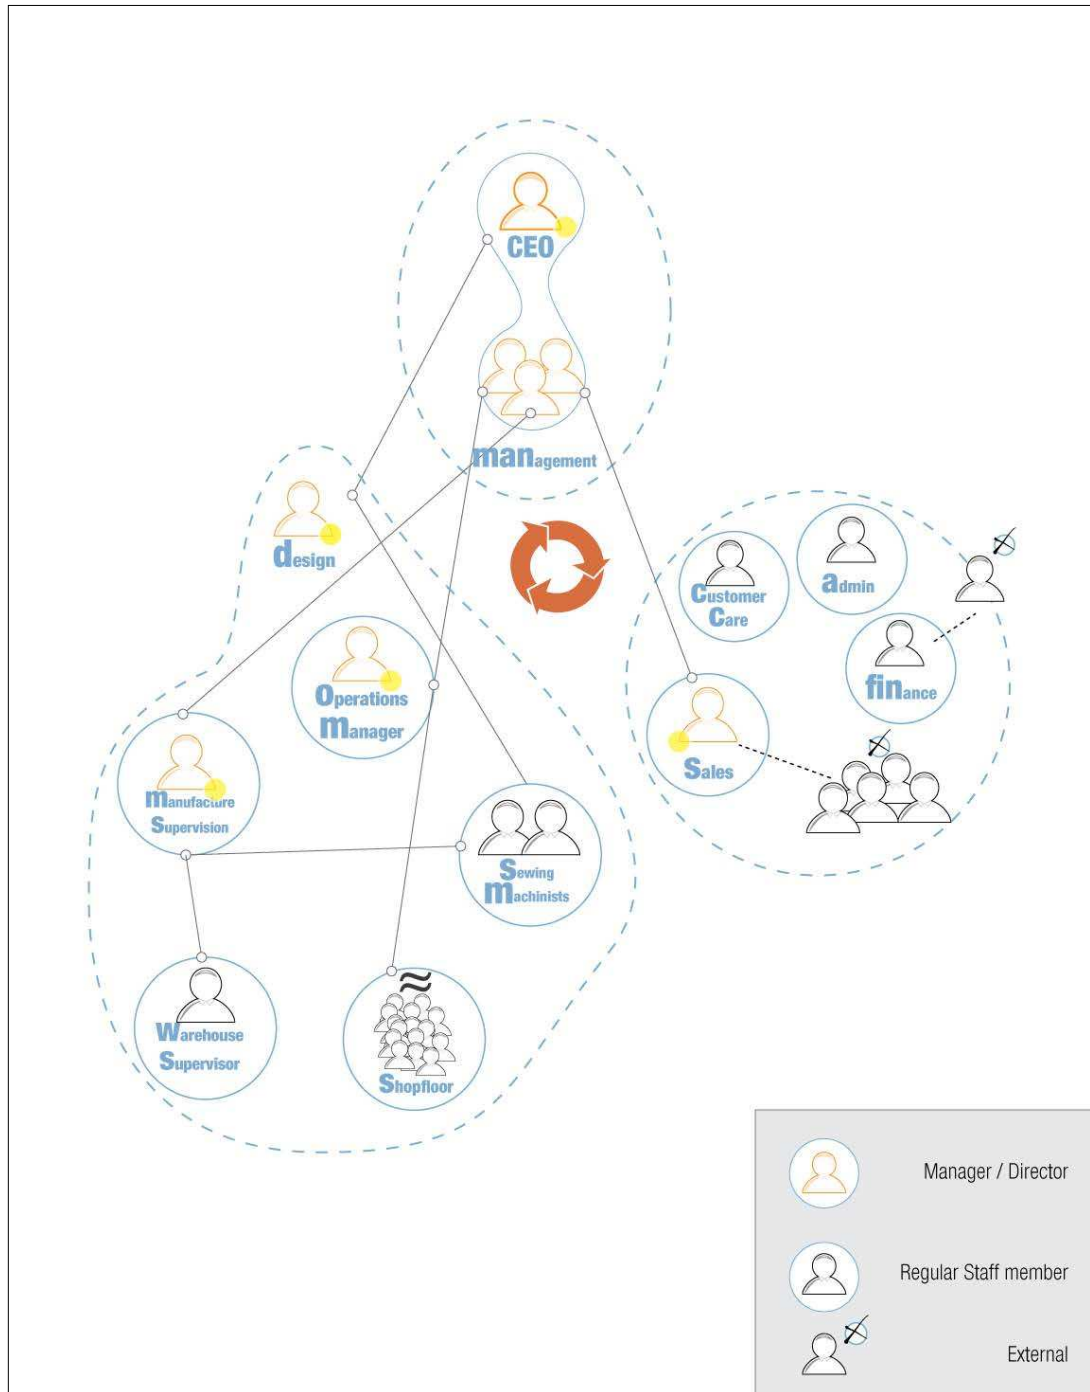 CEO
management
design
Operations
manager
manufacture
Supervision
Sewing
machinists
Warehouse
Supervisor
Shopfloor
Customer
Care
admin
finance
Sales
Manager / Director
Regular Staff member
External